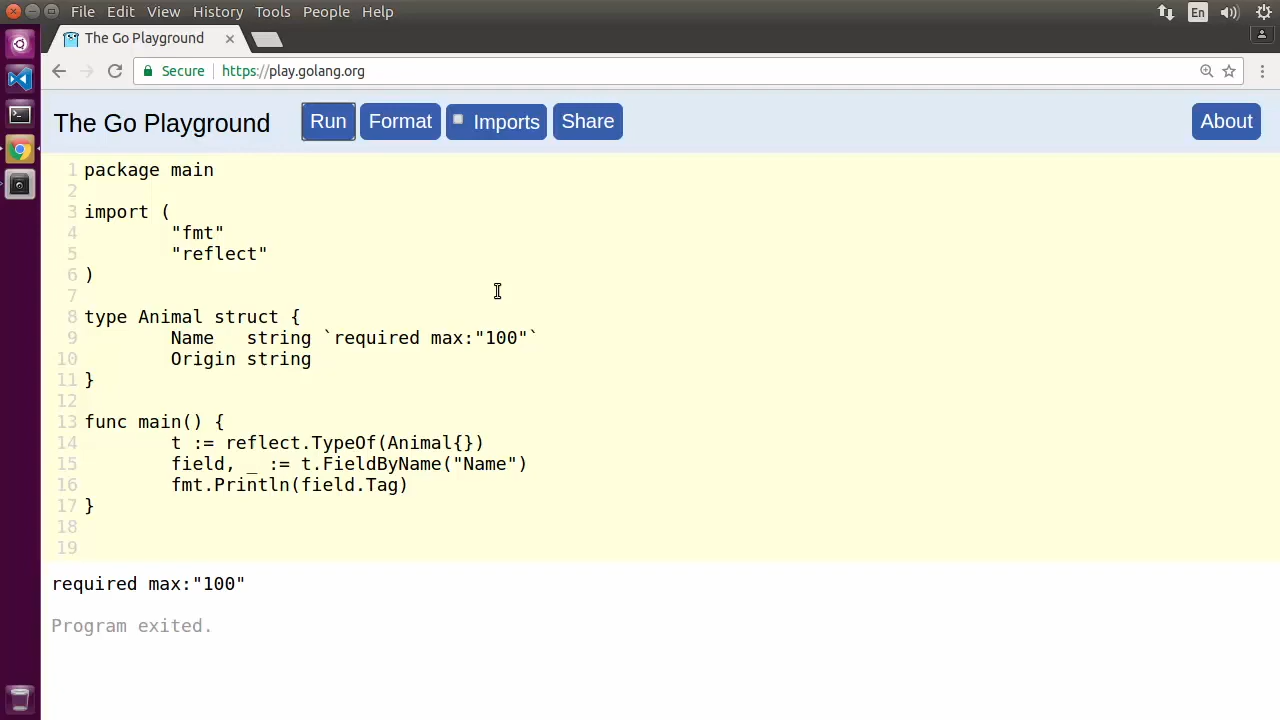 File Edit View History Tools People Help
En
The Go Playground
Secure https://play.golang.org
The Go Playground Run Format Imports Share About
1 package main
2
3 import (
4 "fmt"
5 "reflect"
6 )
7
8 type Animal struct {
9 Name string `required max:"100"`
10 Origin string
11 }
12
13 func main() {
14 t := reflect.TypeOf(Animal{})
15 field, _ := t.FieldByName("Name")
16 fmt.Println(field.Tag)
17 }
18
19
required max:"100"
Program exited.